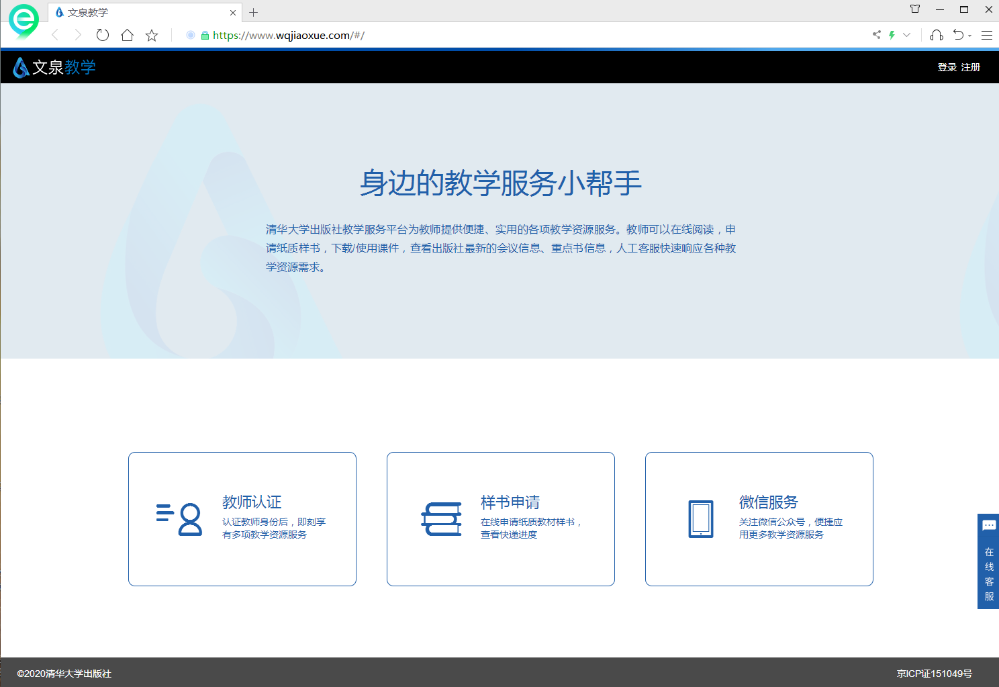 文泉教学
https://www.wqjiaoxue.com/#/
文泉教学
登录 注册
身边的教学服务小帮手
清华大学出版社教学服务平台为教师提供便捷、实用的各项教学资源服务。教师可以在线阅读，申
请纸质样书，下载/使用课件，查看出版社最新的会议信息、重点书信息，人工客服快速响应各种教
学资源需求。
教师认证
认证教师身份后，即刻享
有多项教学资源服务
样书申请
在线申请纸质教材样书，
查看快递进度
微信服务
关注微信公众号，便捷应
用更多教学资源服务
在
线
客
服
©2020清华大学出版社
京ICP证151049号